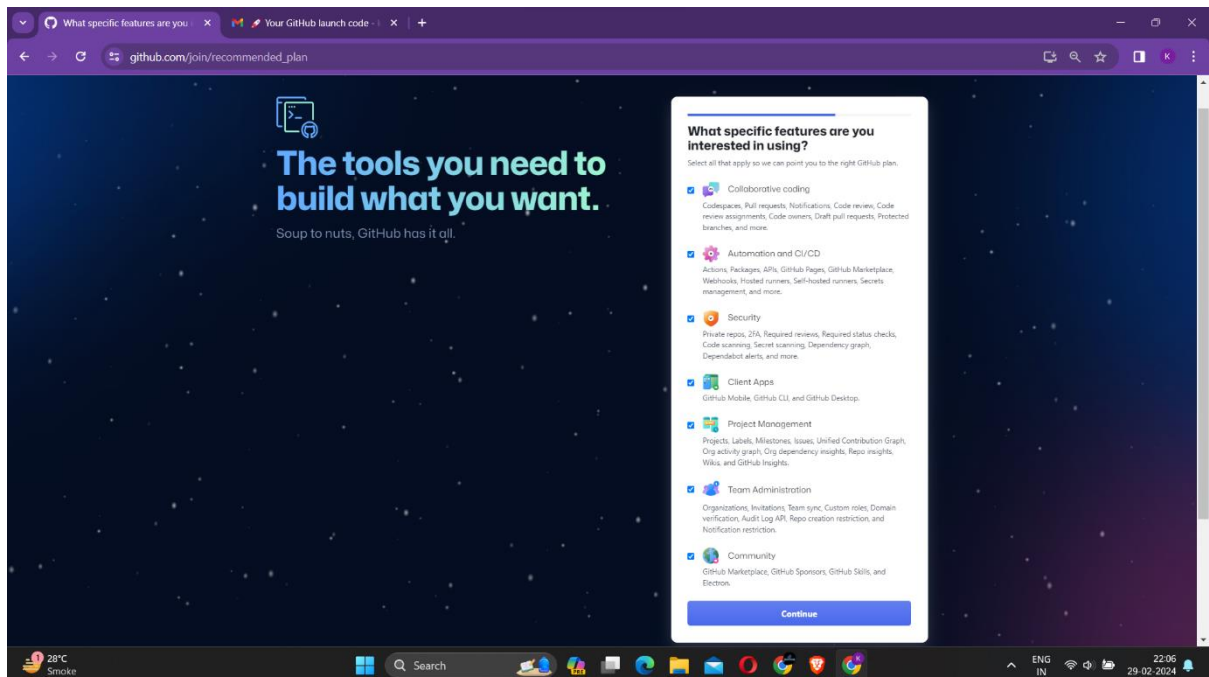 What specific features are you i
Your GitHub launch code -
github.com/join/recommended_plan
K
The tools you need to
build what you want.
Soup to nuts, GitHub has it all.
What specific features are you
interested in using?
Select all that apply so we can point you to the right GitHub plan.
Collaborative coding
Codespaces, Pull requests, Notifications, Code review, Code
review assignments, Code owners, Draft pull requests, Protected
branches, and more.
Automation and CI/CD
Actions, Packages, APIs, GitHub Pages, GitHub Marketplace,
Webhooks, Hosted runners, Self-hosted runners, Secrets
management, and more.
Security
Private repos, 2FA, Required reviews, Required status checks,
Code scanning, Secret scanning, Dependency graph,
Dependabot alerts, and more.
Client Apps
GitHub Mobile, GitHub CLI, and GitHub Desktop.
Project Management
Projects, Labels, Milestones, Issues, Unified Contribution Graph,
Org activity graph, Org dependency insights, Repo insights,
Wikis, and GitHub Insights.
Team Administration
Organizations, Invitations, Team sync, Custom roles, Domain
verification, Audit Log API, Repo creation restriction, and
Notification restriction.
Community
GitHub Marketplace, GitHub Sponsors, GitHub Skills, and
Electron.
Continue
1
28°C
Smoke
Search
PRE
K
ENG
IN
22:06
29-02-2024